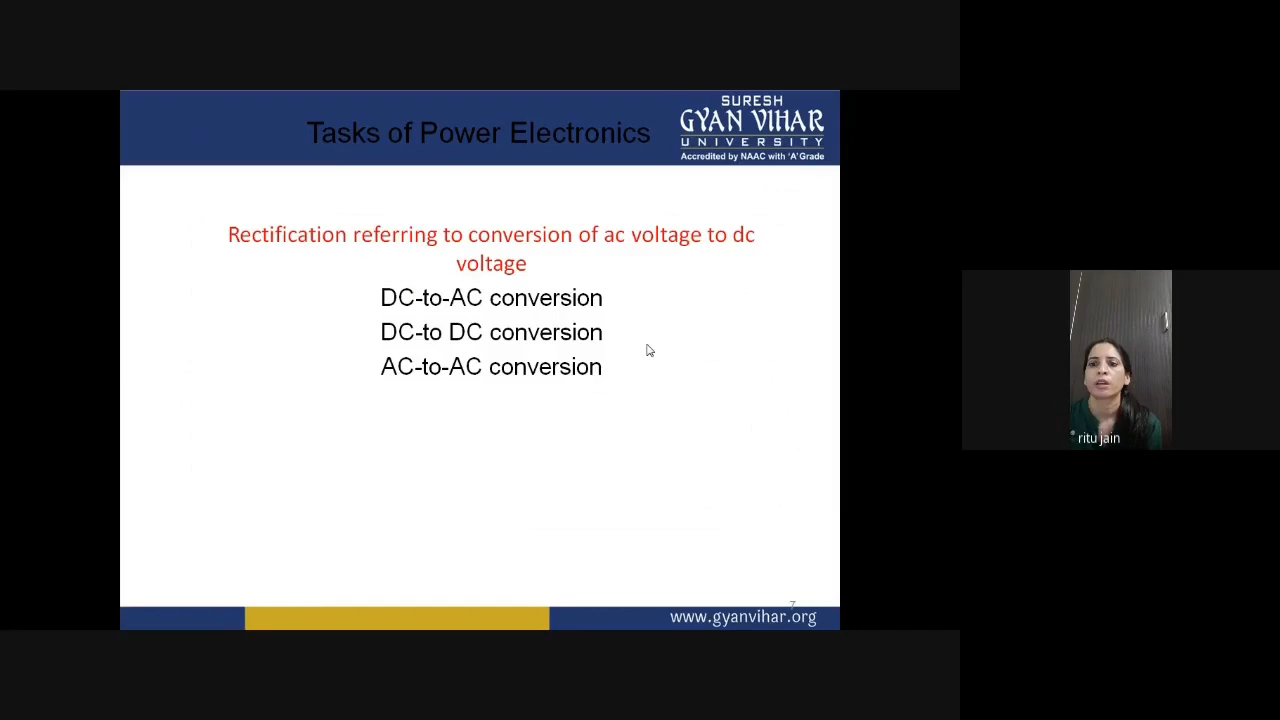 Tasks of Power Electronics
SURESH
GYAN VIHAR
UNIVERSITY
Accredited by NAAC with 'A' Grade
Rectification referring to conversion of ac voltage to dc
voltage
DC-to-AC conversion
DC-to DC conversion
AC-to-AC conversion
ritu jain
7
www.gyanvihar.org